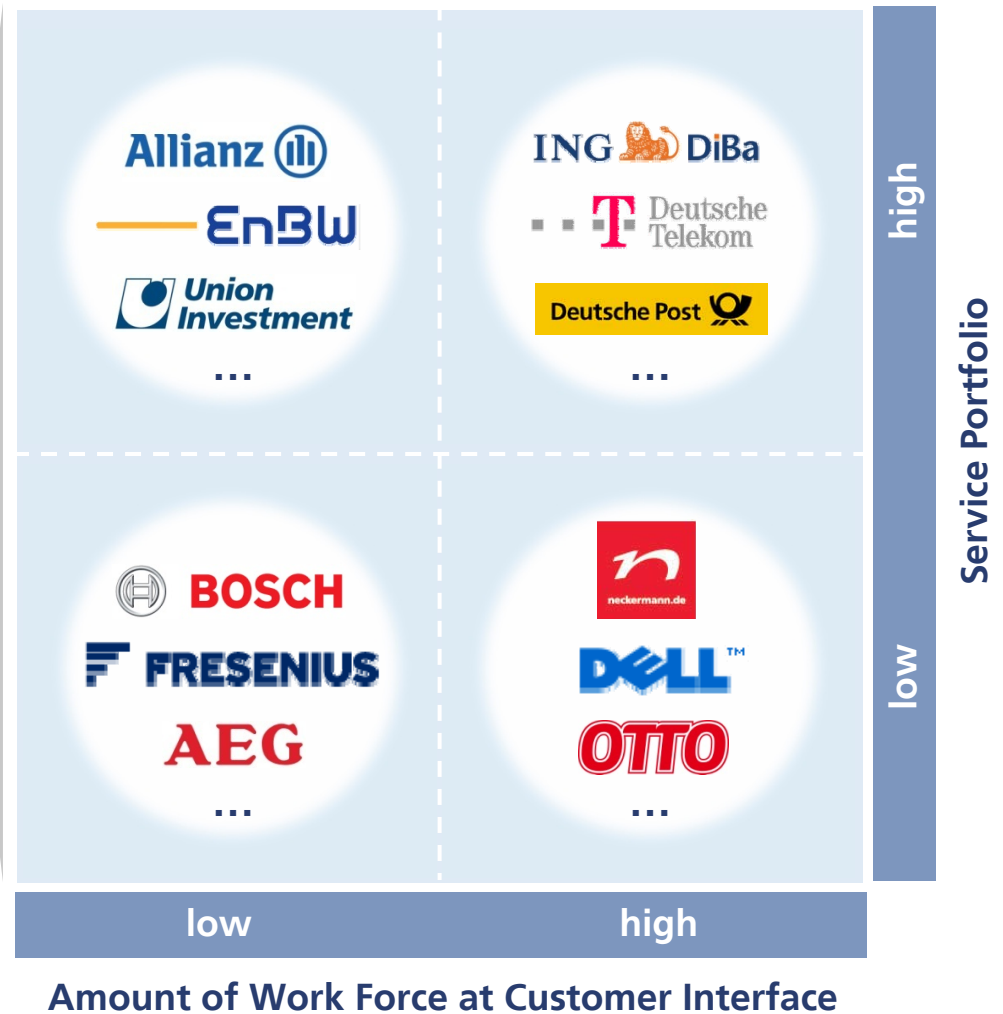 Allianz
EnBW
Union
Investment
...
ING DiBa
T Deutsche
Telekom
Deutsche Post
...
high
Service Portfolio
BOSCH
FRESENIUS
AEG
...
n
neckermann.de
DELL™
OTTO
...
low
low
high
Amount of Work Force at Customer Interface